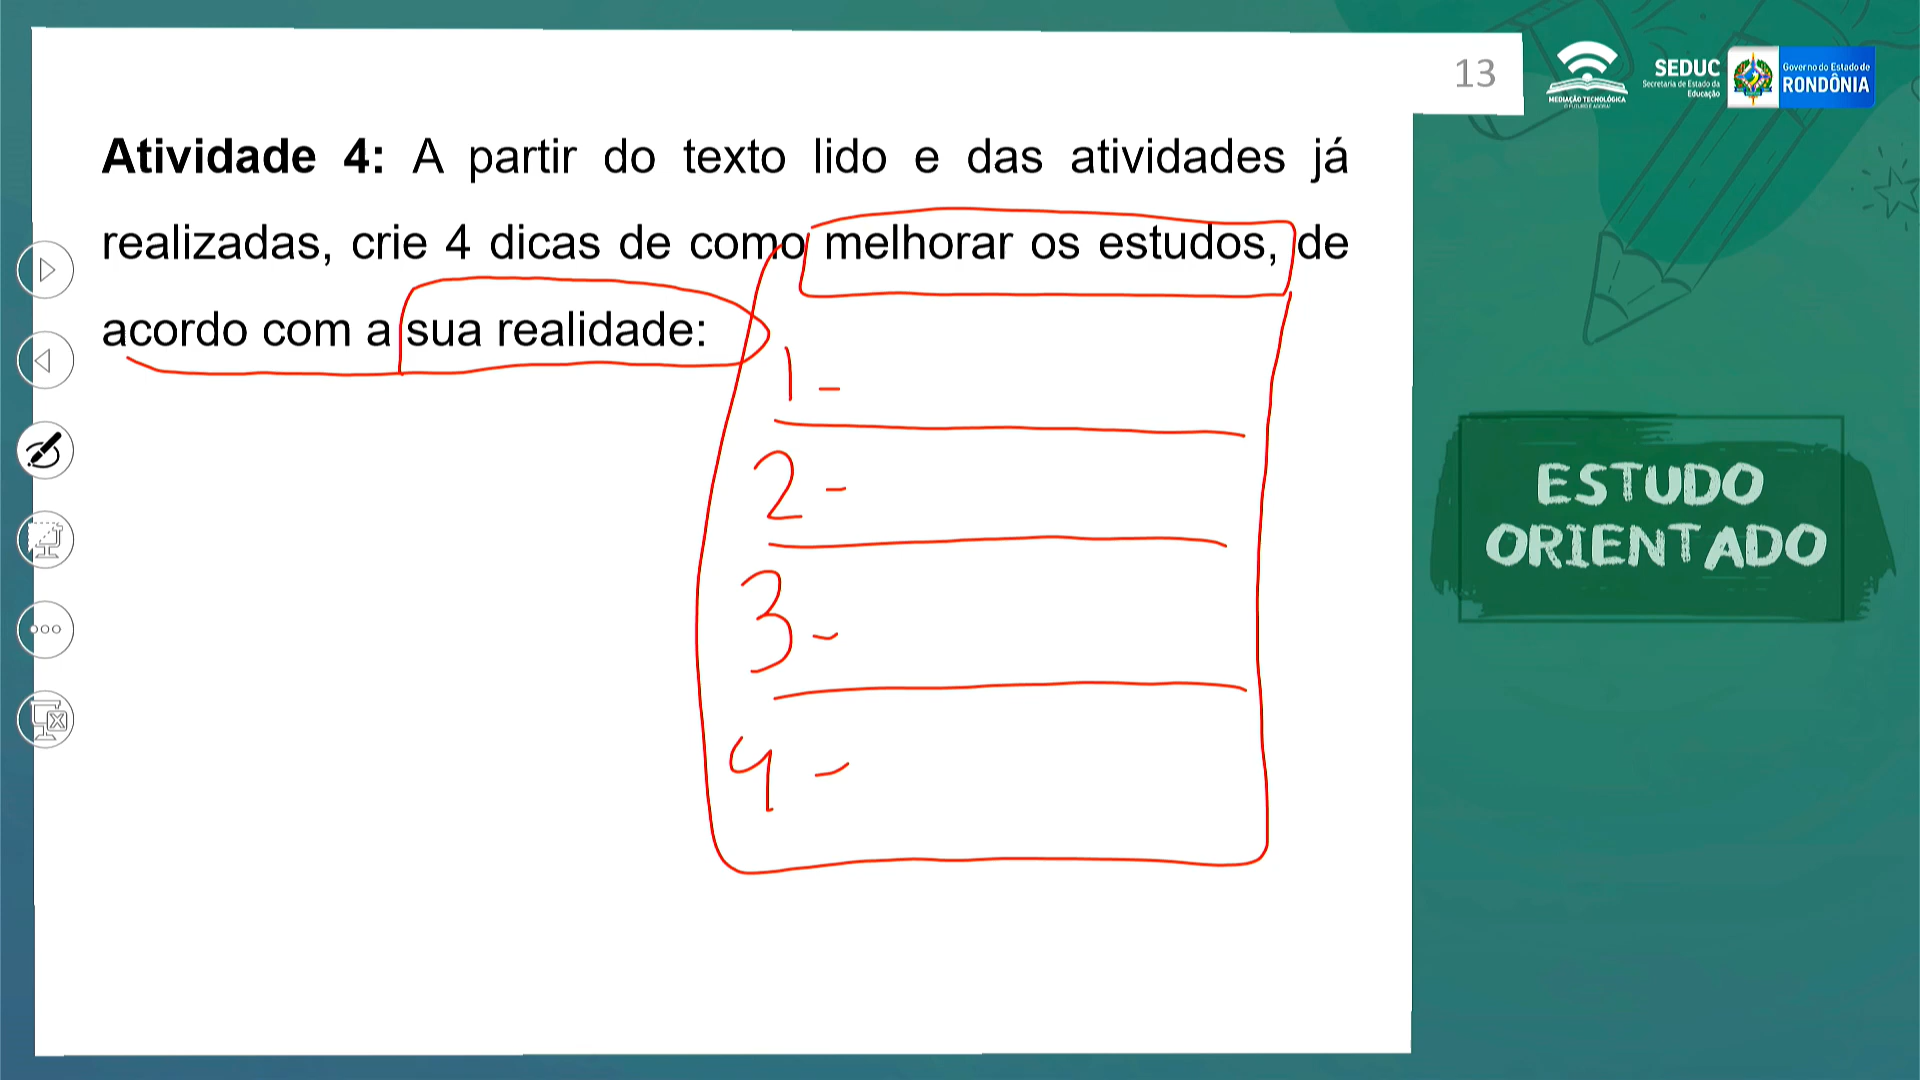 13
MEDIAÇÃO TECNOLÓGICA
SEDUC
Secretaria de Estado da
Educação
Governo do Estado de
RONDÔNIA
Atividade 4: A partir do texto lido e das atividades já
realizadas, crie 4 dicas de como melhorar os estudos, de
acordo com a sua realidade:
1 -
2 -
3 -
4 -
ESTUDO
ORIENTADO